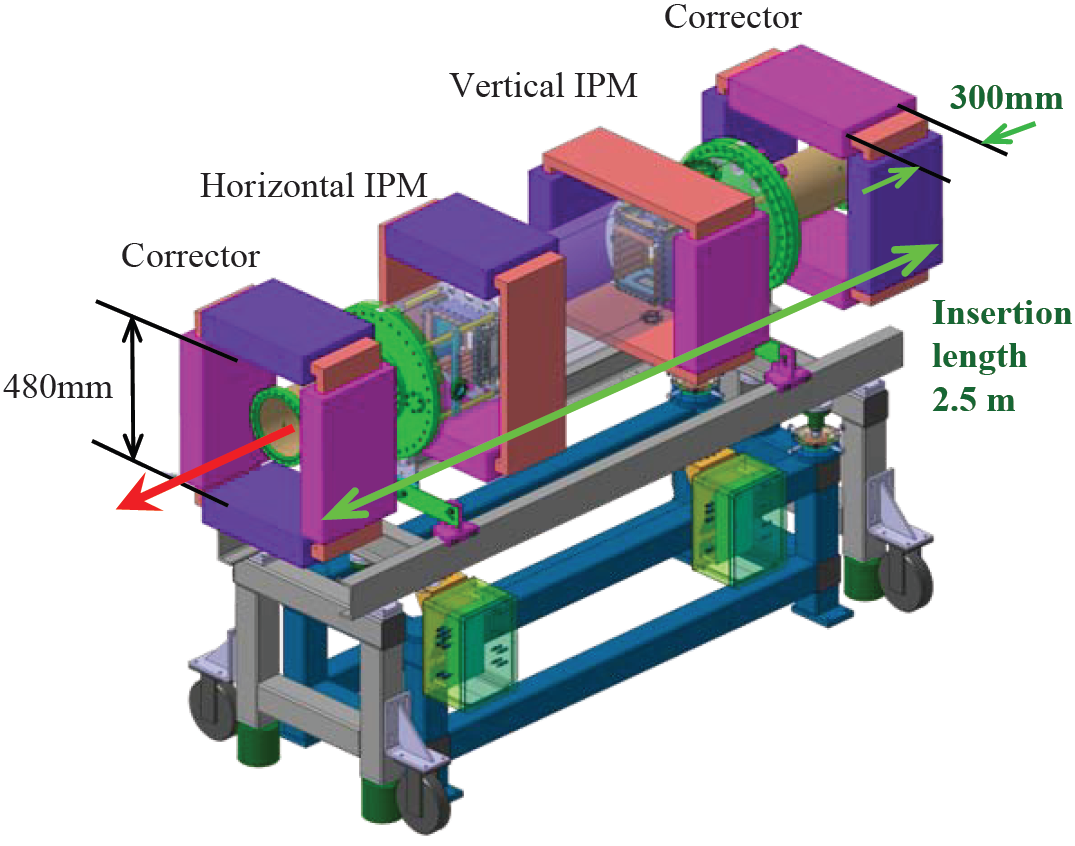 Corrector
Vertical IPM
300mm
Horizontal IPM
Corrector
480mm
Insertion
length
2.5 m